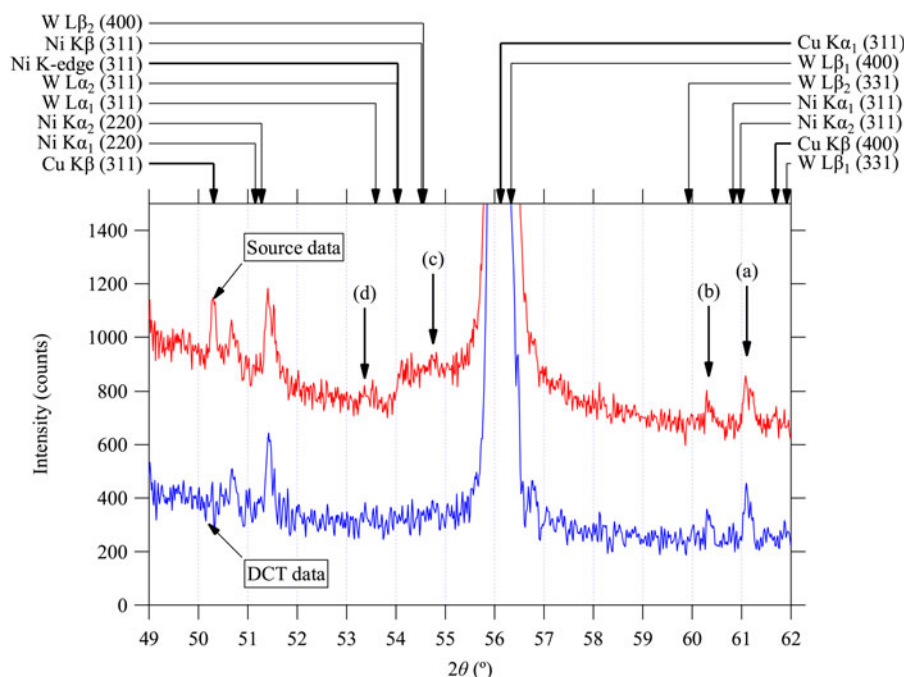 W Lβ₂ (400)
Ni Kβ (311)
Ni K-edge (311)
W Lα₂ (311)
W Lα₁ (311)
Ni Kα₂ (220)
Ni Kα₁ (220)
Cu Kβ (311)
Cu Kα₁ (311)
W Lβ₁ (400)
W Lβ₂ (331)
Ni Kα₁ (311)
Ni Kα₂ (311)
Cu Kβ (400)
W Lβ₁ (331)
1400
1200
1000
800
600
400
200
0
Intensity (counts)
Source data
(d)
(c)
(b)
(a)
DCT data
49 50 51 52 53 54 55 56 57 58 59 60 61 62
2θ (º)